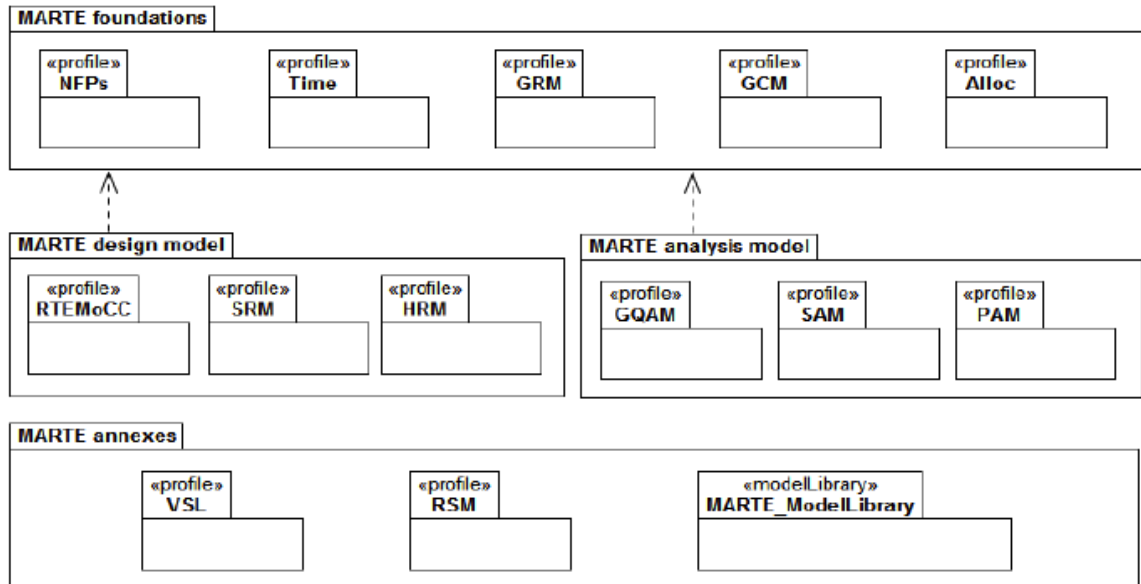 MARTE foundations
«profile»
NFPs
«profile»
Time
«profile»
GRM
«profile»
GCM
«profile»
Alloc
MARTE design model
«profile»
RTEMoCC
«profile»
SRM
«profile»
HRM
MARTE analysis model
«profile»
GQAM
«profile»
SAM
«profile»
PAM
MARTE annexes
«profile»
VSL
«profile»
RSM
«modelLibrary»
MARTE_ModelLibrary